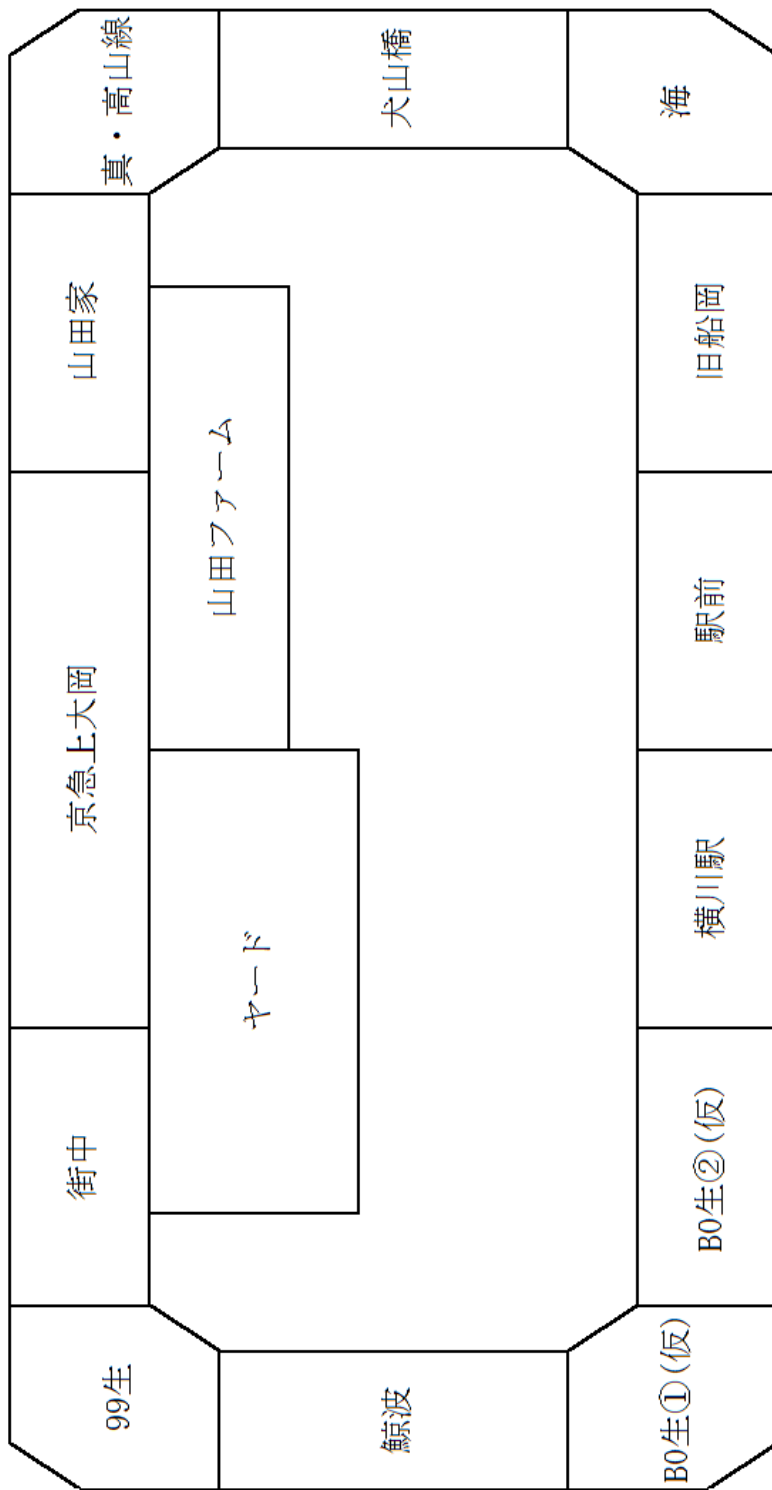 99生
街中
京急上大岡
山田家
真・高山線
ヤード
山田ファーム
鯨波
犬山橋
B0生①(仮)
B0生②(仮)
横川駅
駅前
旧船岡
海